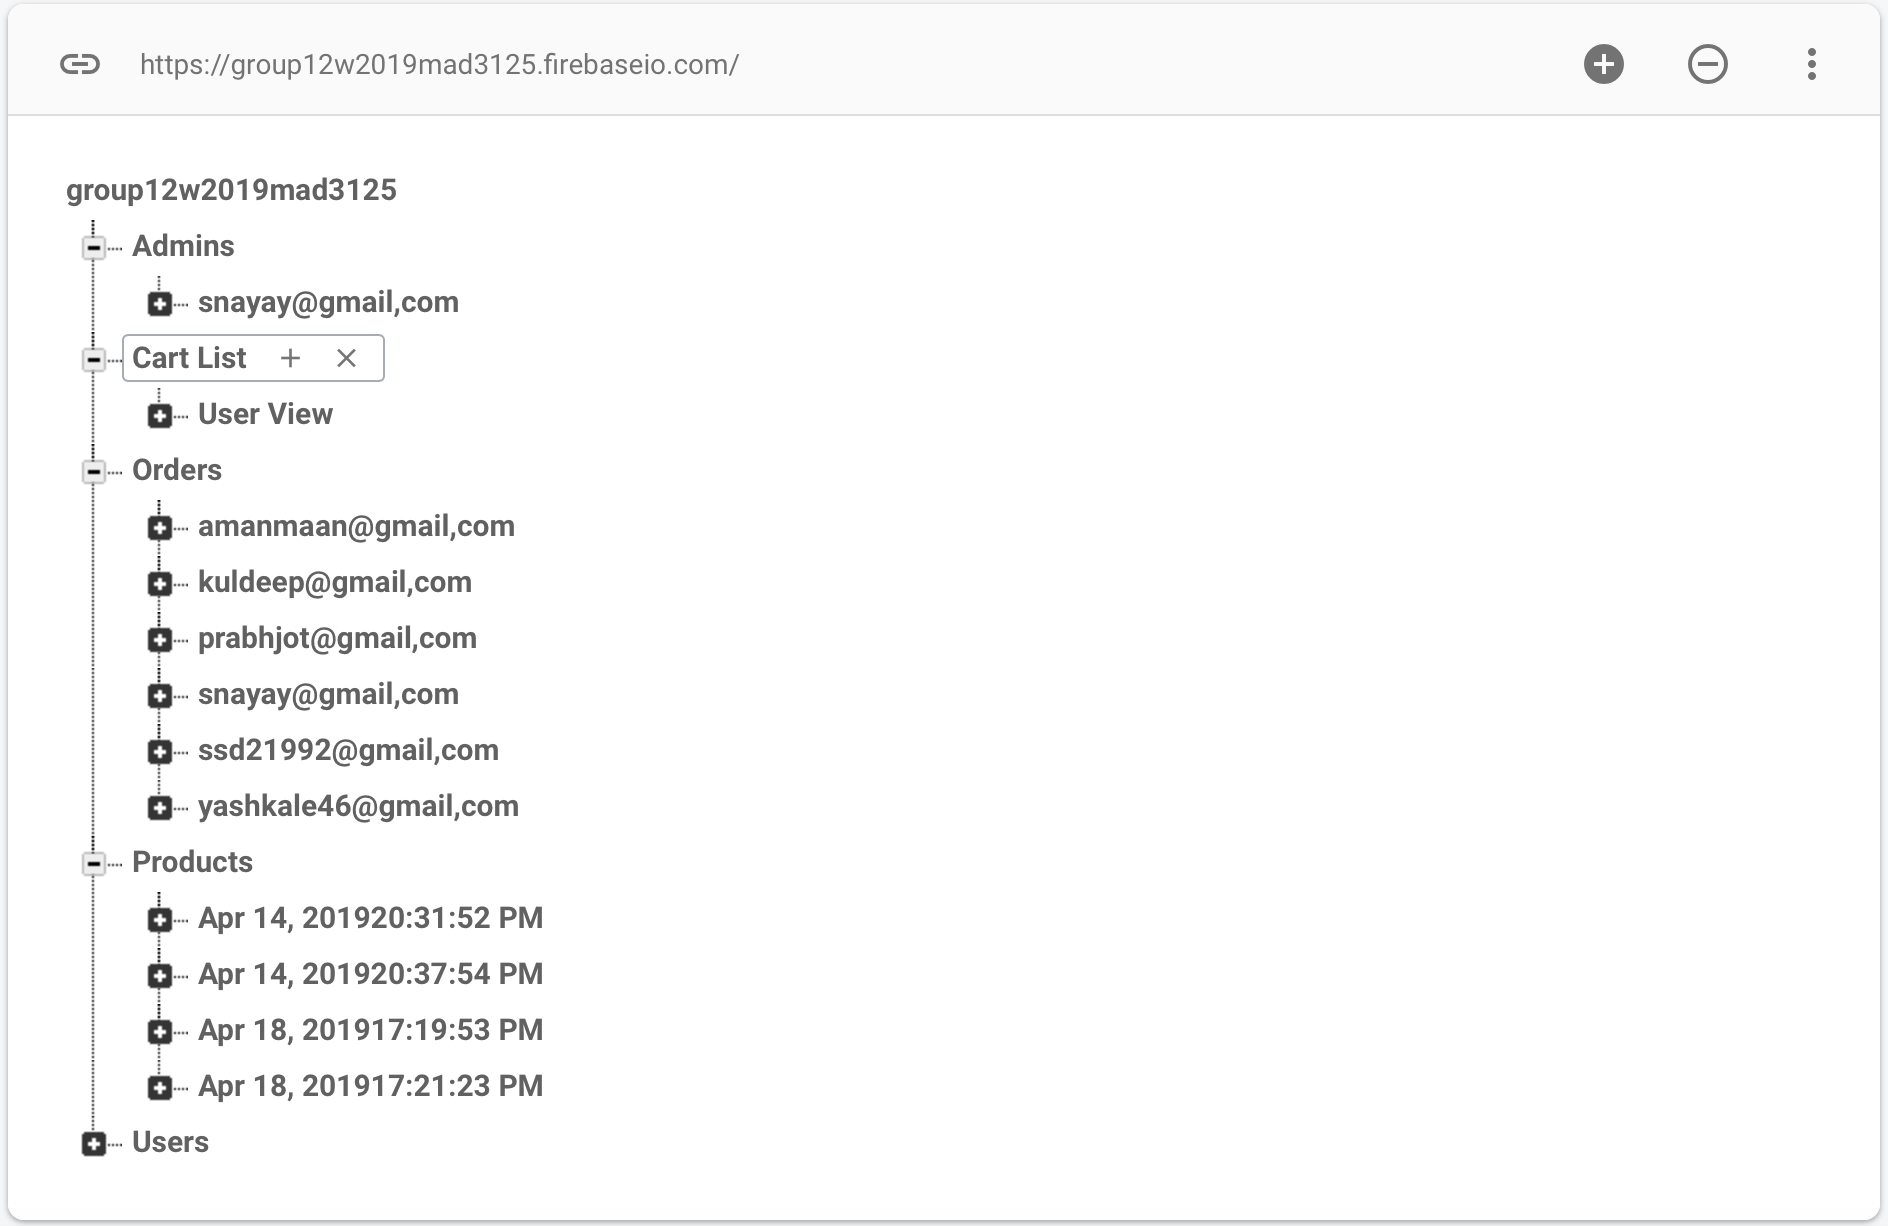 https://group12w2019mad3125.firebaseio.com/
group12w2019mad3125
Admins
snayay@gmail,com
Cart List
User View
Orders
amanmaan@gmail,com
kuldeep@gmail,com
prabhjot@gmail,com
snayay@gmail,com
ssd21992@gmail,com
yashkale46@gmail,com
Products
Apr 14, 201920:31:52 PM
Apr 14, 201920:37:54 PM
Apr 18, 201917:19:53 PM
Apr 18, 201917:21:23 PM
Users